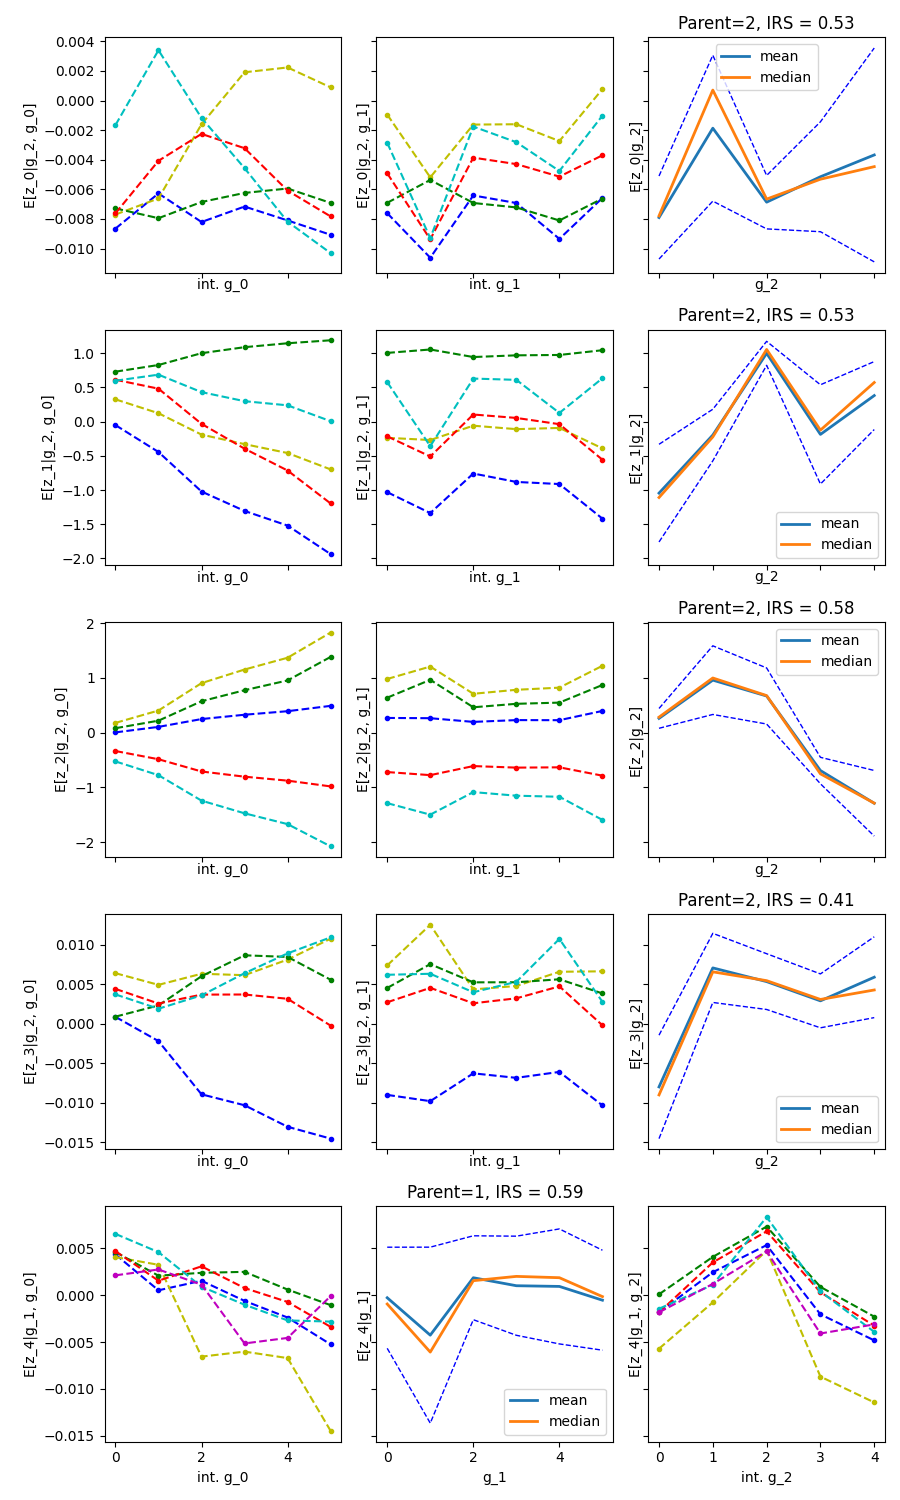 Parent=2, IRS = 0.53
0.004
0.002
0.000
−0.002
−0.004
−0.006
−0.008
−0.010
E[z_0|g_2, g_0]
int. g_0
E[z_0|g_2, g_1]
int. g_1
E[z_0|g_2]
mean
median
g_2
Parent=2, IRS = 0.53
1.0
0.5
0.0
−0.5
−1.0
−1.5
−2.0
E[z_1|g_2, g_0]
int. g_0
E[z_1|g_2, g_1]
int. g_1
E[z_1|g_2]
mean
median
g_2
Parent=2, IRS = 0.58
2
1
0
−1
−2
E[z_2|g_2, g_0]
int. g_0
E[z_2|g_2, g_1]
int. g_1
E[z_2|g_2]
mean
median
g_2
Parent=2, IRS = 0.41
0.010
0.005
0.000
−0.005
−0.010
−0.015
E[z_3|g_2, g_0]
int. g_0
E[z_3|g_2, g_1]
int. g_1
E[z_3|g_2]
mean
median
g_2
Parent=1, IRS = 0.59
0.005
0.000
−0.005
−0.010
−0.015
E[z_4|g_1, g_0]
0 2 4
int. g_0
E[z_4|g_1]
mean
median
0 2 4
g_1
E[z_4|g_1, g_2]
0 1 2 3 4
int. g_2